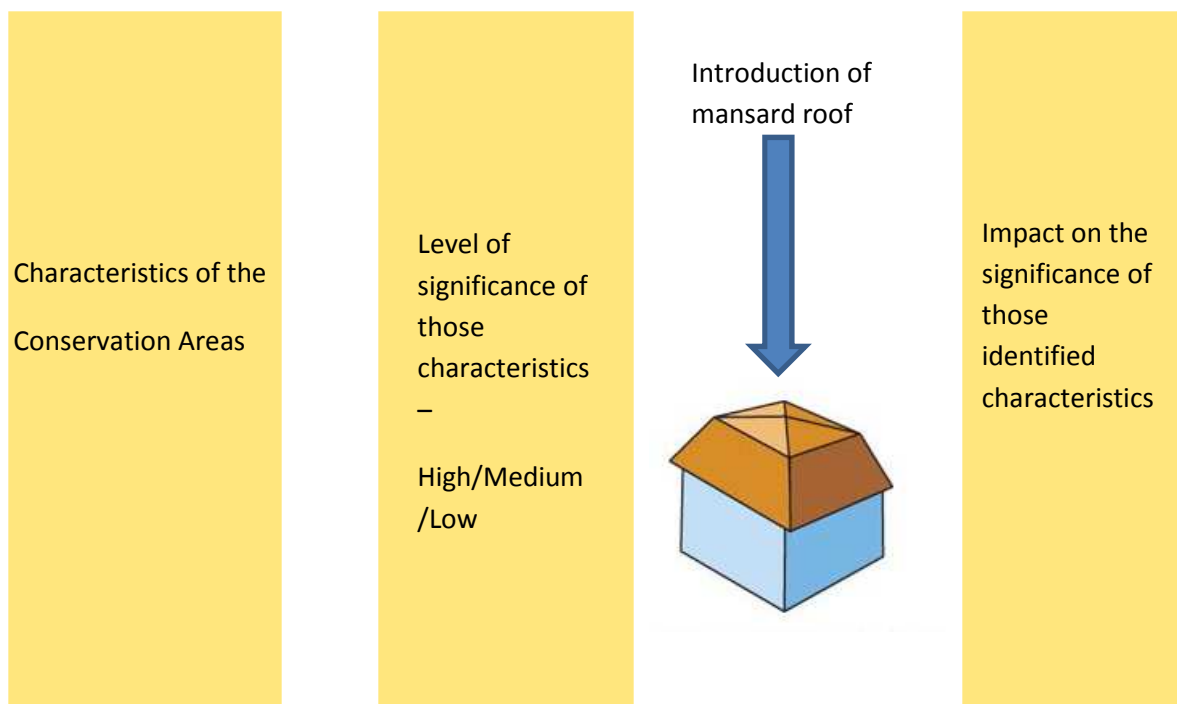 Characteristics of the
Conservation Areas
Level of
significance of
those
characteristics
–
High/Medium
/Low
Introduction of
mansard roof
Impact on the
significance of
those
identified
characteristics